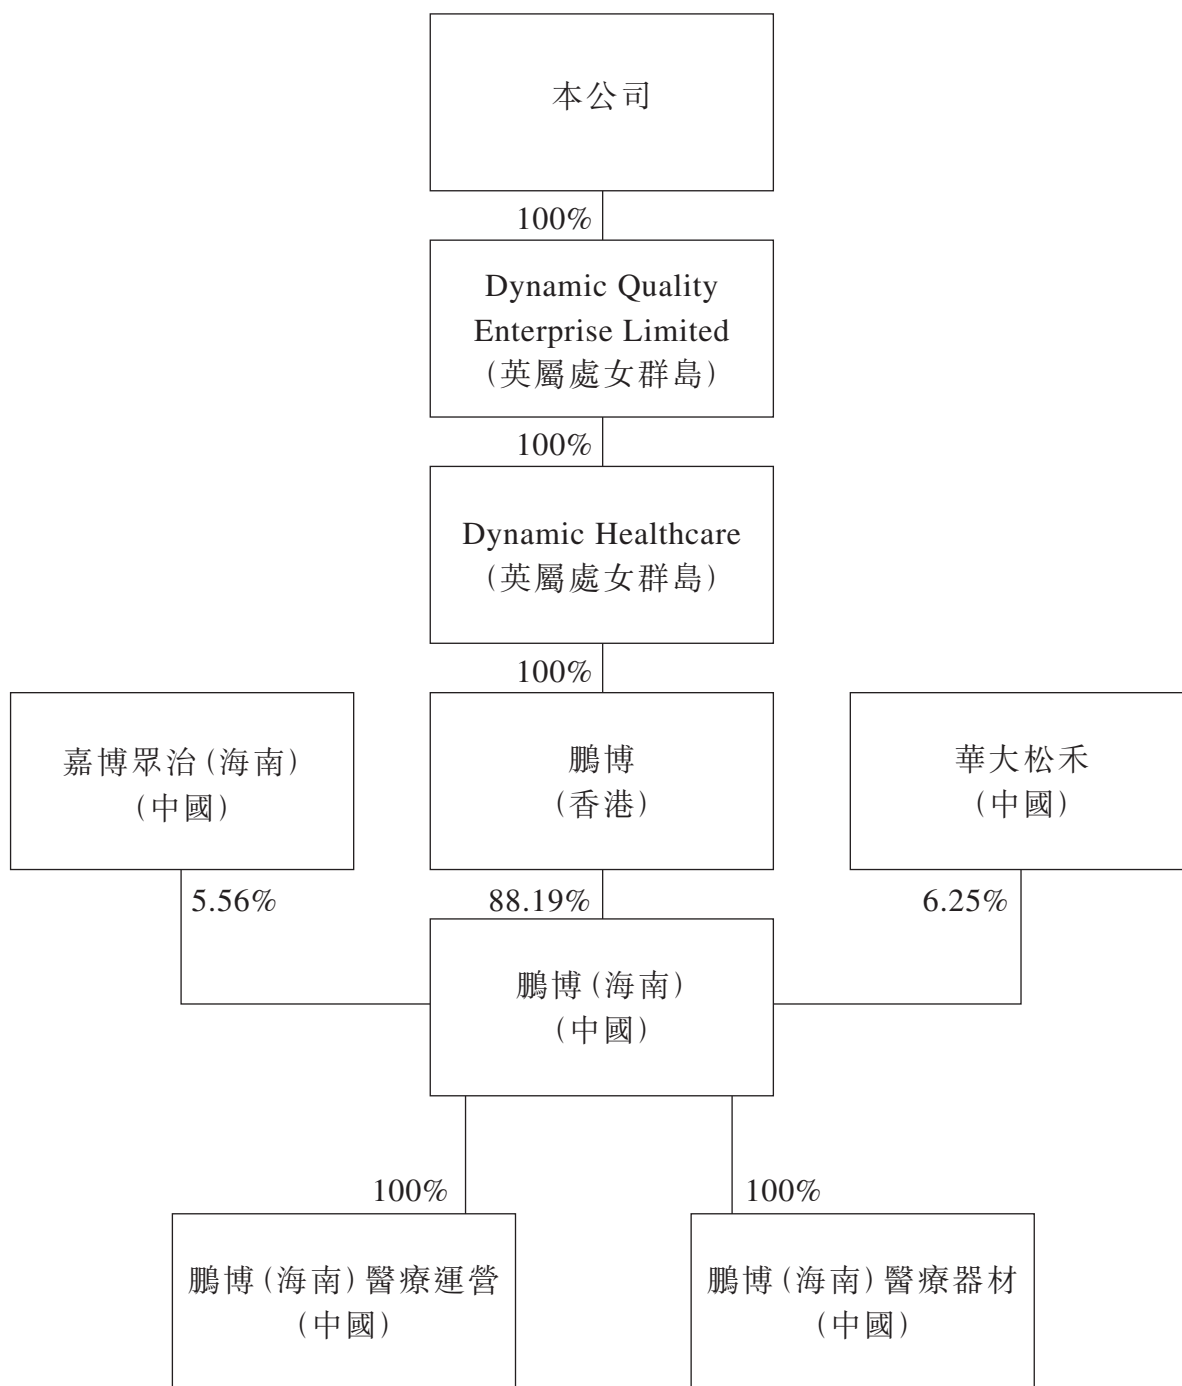 本公司
100%
Dynamic Quality
Enterprise Limited
(英屬處女群島)
100%
Dynamic Healthcare
(英屬處女群島)
100%
嘉博眾治(海南)
(中國)
鵬博
(香港)
華大松禾
(中國)
5.56%
88.19%
6.25%
鵬博(海南)
(中國)
100%
100%
鵬博(海南)醫療運營
(中國)
鵬博(海南)醫療器材
(中國)